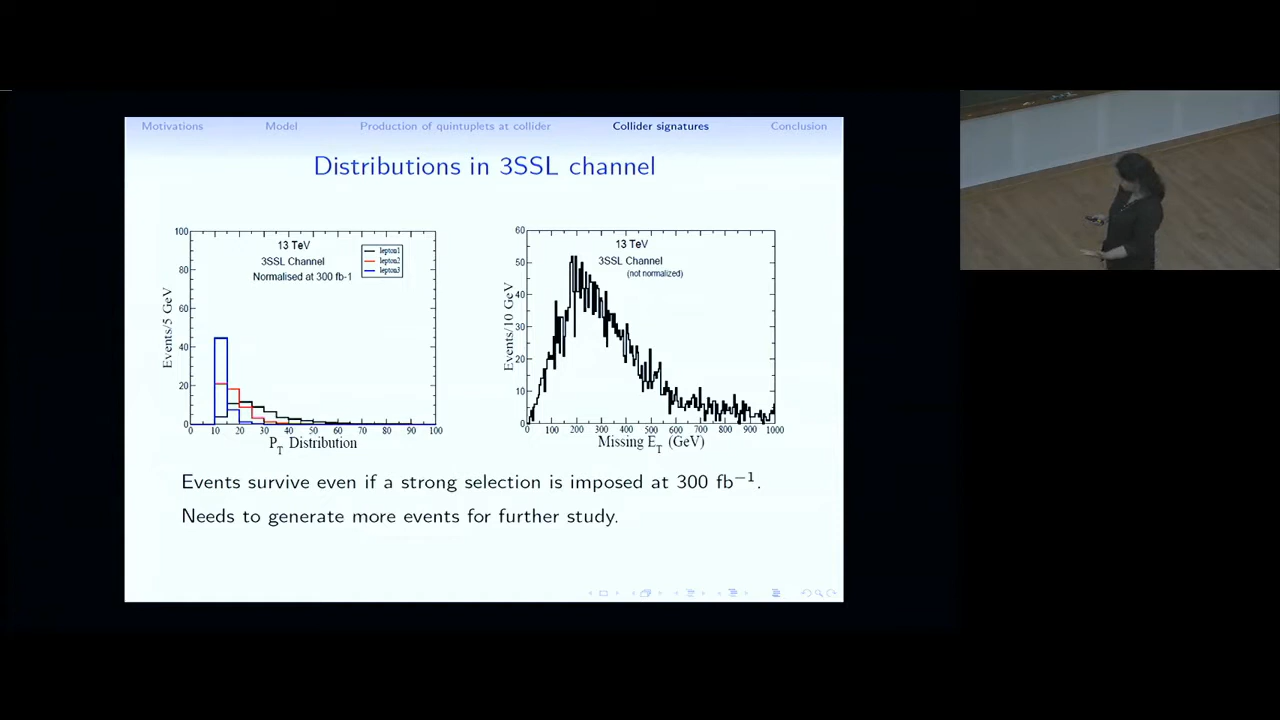 Motivations Model Production of quintuplets at collider Collider signatures Conclusion
Distributions in 3SSL channel
100
80
60
40
20
0
Events/5 GeV
13 TeV
3SSL Channel
Normalised at 300 fb-1
lepton1
lepton2
lepton3
0 10 20 30 40 50 60 70 80 90 100
P_T Distribution
60
50
40
30
20
10
0
Events/10 GeV
13 TeV
3SSL Channel
(not normalized)
0 100 200 300 400 500 600 700 800 900 1000
Missing E_T (GeV)
Events survive even if a strong selection is imposed at 300 fb⁻¹.
Needs to generate more events for further study.